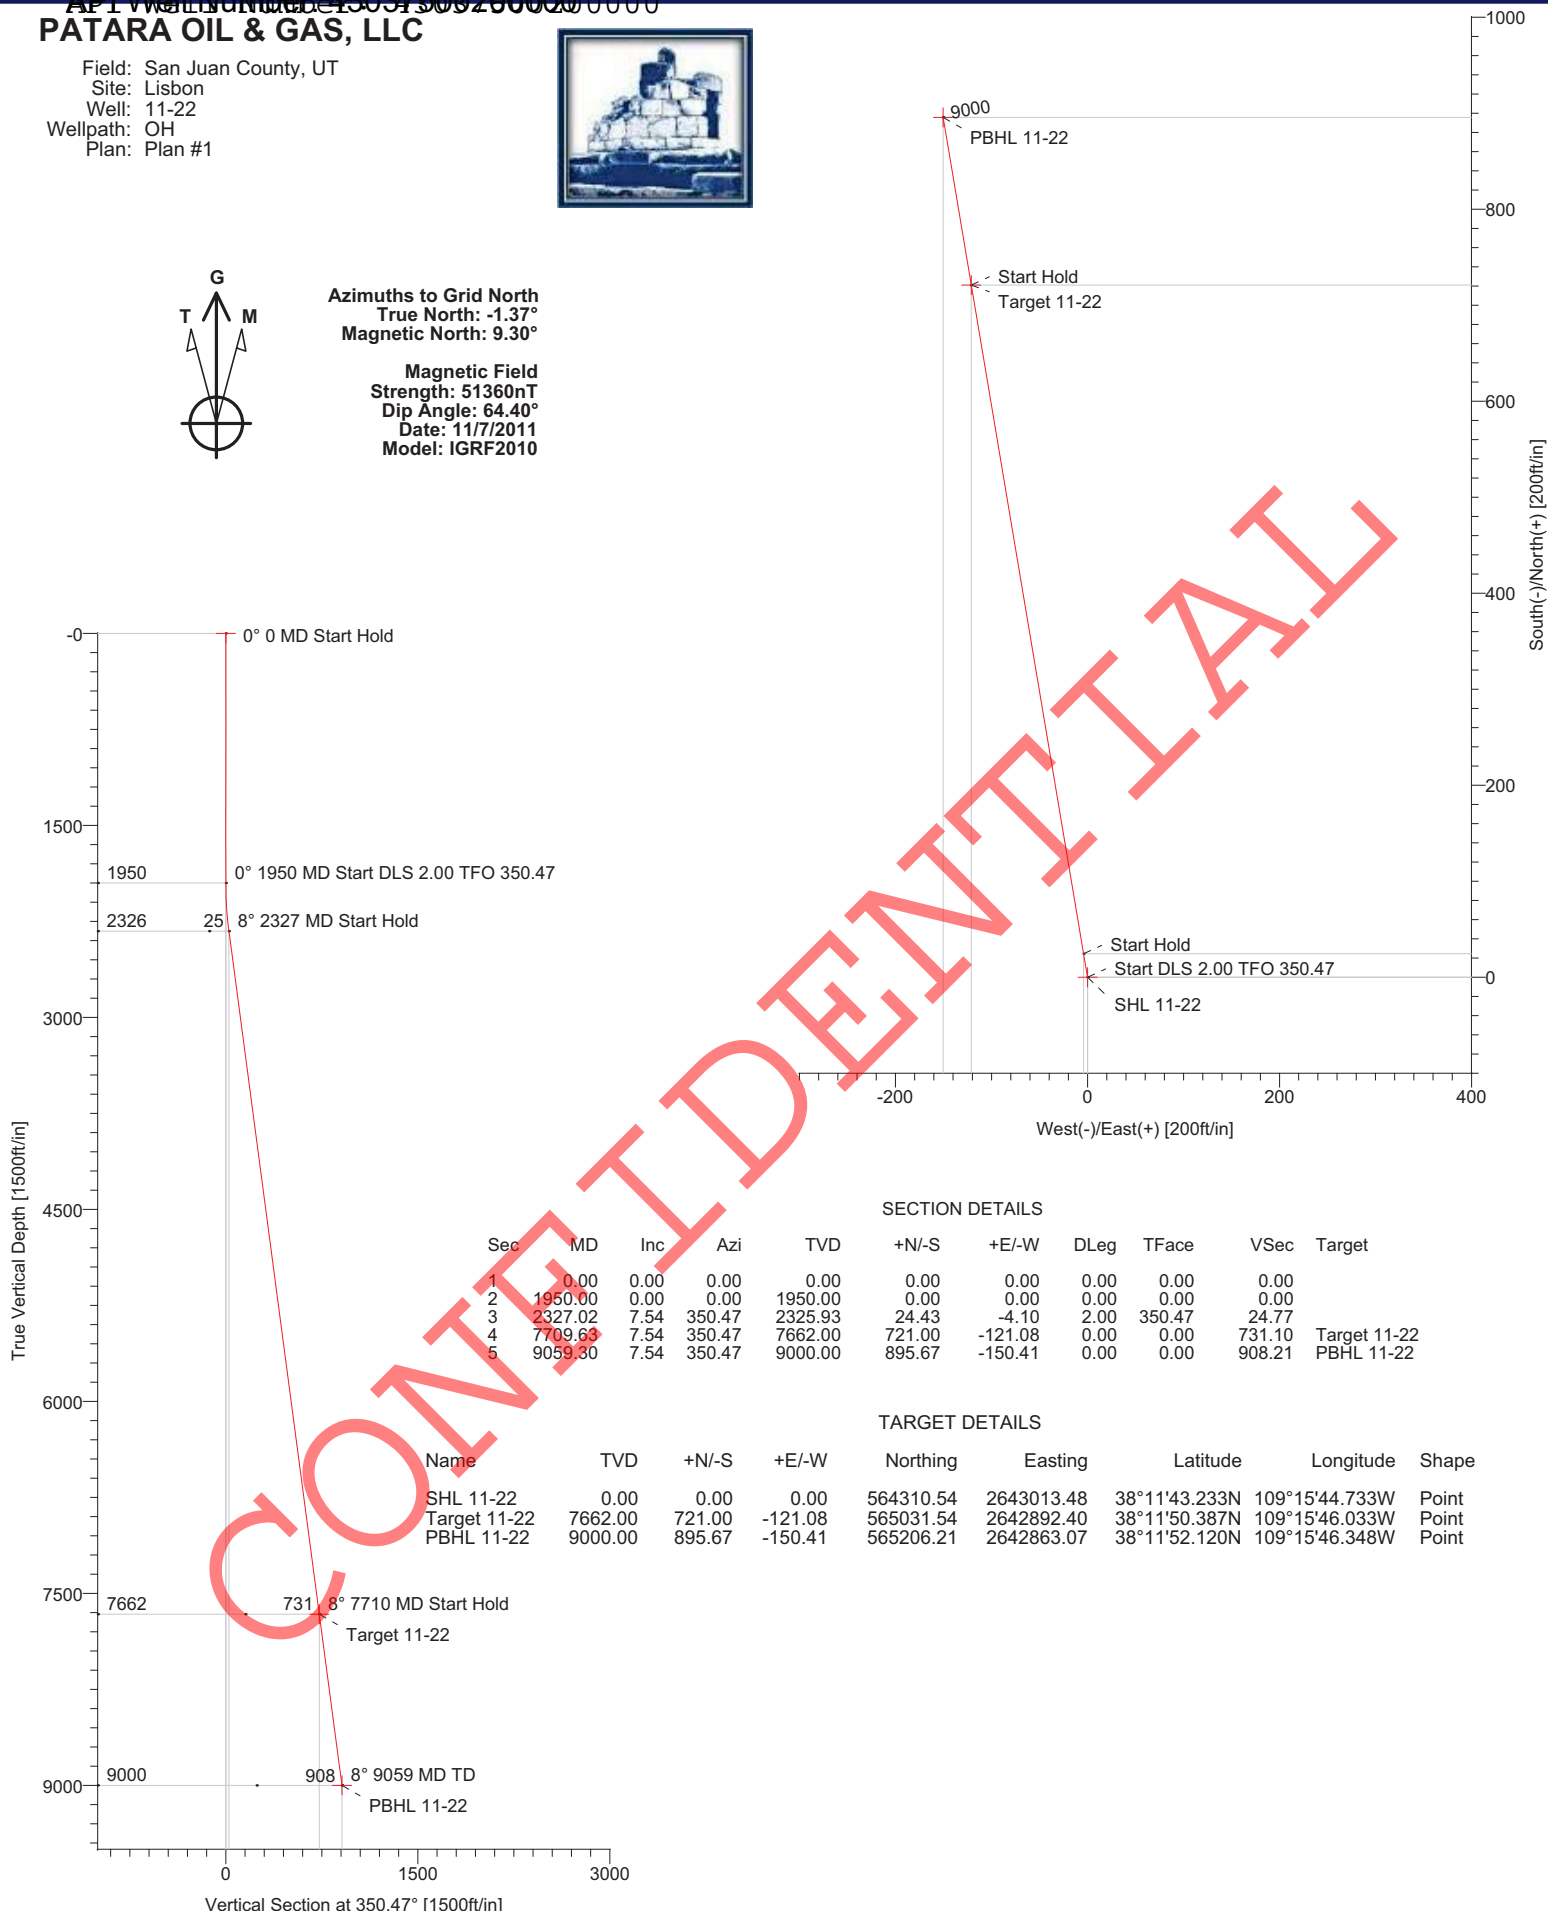 PATARA OIL & GAS, LLC
Field: San Juan County, UT
Site: Lisbon
Well: 11-22
Wellpath: OH
Plan: Plan #1
G
T M
Azimuths to Grid North
True North: -1.37°
Magnetic North: 9.30°
Magnetic Field
Strength: 51360nT
Dip Angle: 64.40°
Date: 11/7/2011
Model: IGRF2010
1000
800
600
400
200
0
South(-)/North(+) [200ft/in]
9000
PBHL 11-22
Start Hold
Target 11-22
Start Hold
Start DLS 2.00 TFO 350.47
SHL 11-22
-200 0 200 400
West(-)/East(+) [200ft/in]
-0
1500
3000
4500
6000
7500
9000
True Vertical Depth [1500ft/in]
0° 0 MD Start Hold
1950 0° 1950 MD Start DLS 2.00 TFO 350.47
2326 25 8° 2327 MD Start Hold
7662 731 8° 7710 MD Start Hold
Target 11-22
9000 908 8° 9059 MD TD
PBHL 11-22
0 1500 3000
Vertical Section at 350.47° [1500ft/in]
SECTION DETAILS
Sec MD Inc Azi TVD +N/-S +E/-W DLeg TFace VSec Target
1 0.00 0.00 0.00 0.00 0.00 0.00 0.00 0.00 0.00
2 1950.00 0.00 0.00 1950.00 0.00 0.00 0.00 0.00 0.00
3 2327.02 7.54 350.47 2325.93 24.43 -4.10 2.00 350.47 24.77
4 7709.63 7.54 350.47 7662.00 721.00 -121.08 0.00 0.00 731.10 Target 11-22
5 9059.30 7.54 350.47 9000.00 895.67 -150.41 0.00 0.00 908.21 PBHL 11-22
TARGET DETAILS
Name TVD +N/-S +E/-W Northing Easting Latitude Longitude Shape
SHL 11-22 0.00 0.00 0.00 564310.54 2643013.48 38°11'43.233N 109°15'44.733W Point
Target 11-22 7662.00 721.00 -121.08 565031.54 2642892.40 38°11'50.387N 109°15'46.033W Point
PBHL 11-22 9000.00 895.67 -150.41 565206.21 2642863.07 38°11'52.120N 109°15'46.348W Point
CONFIDENTIAL